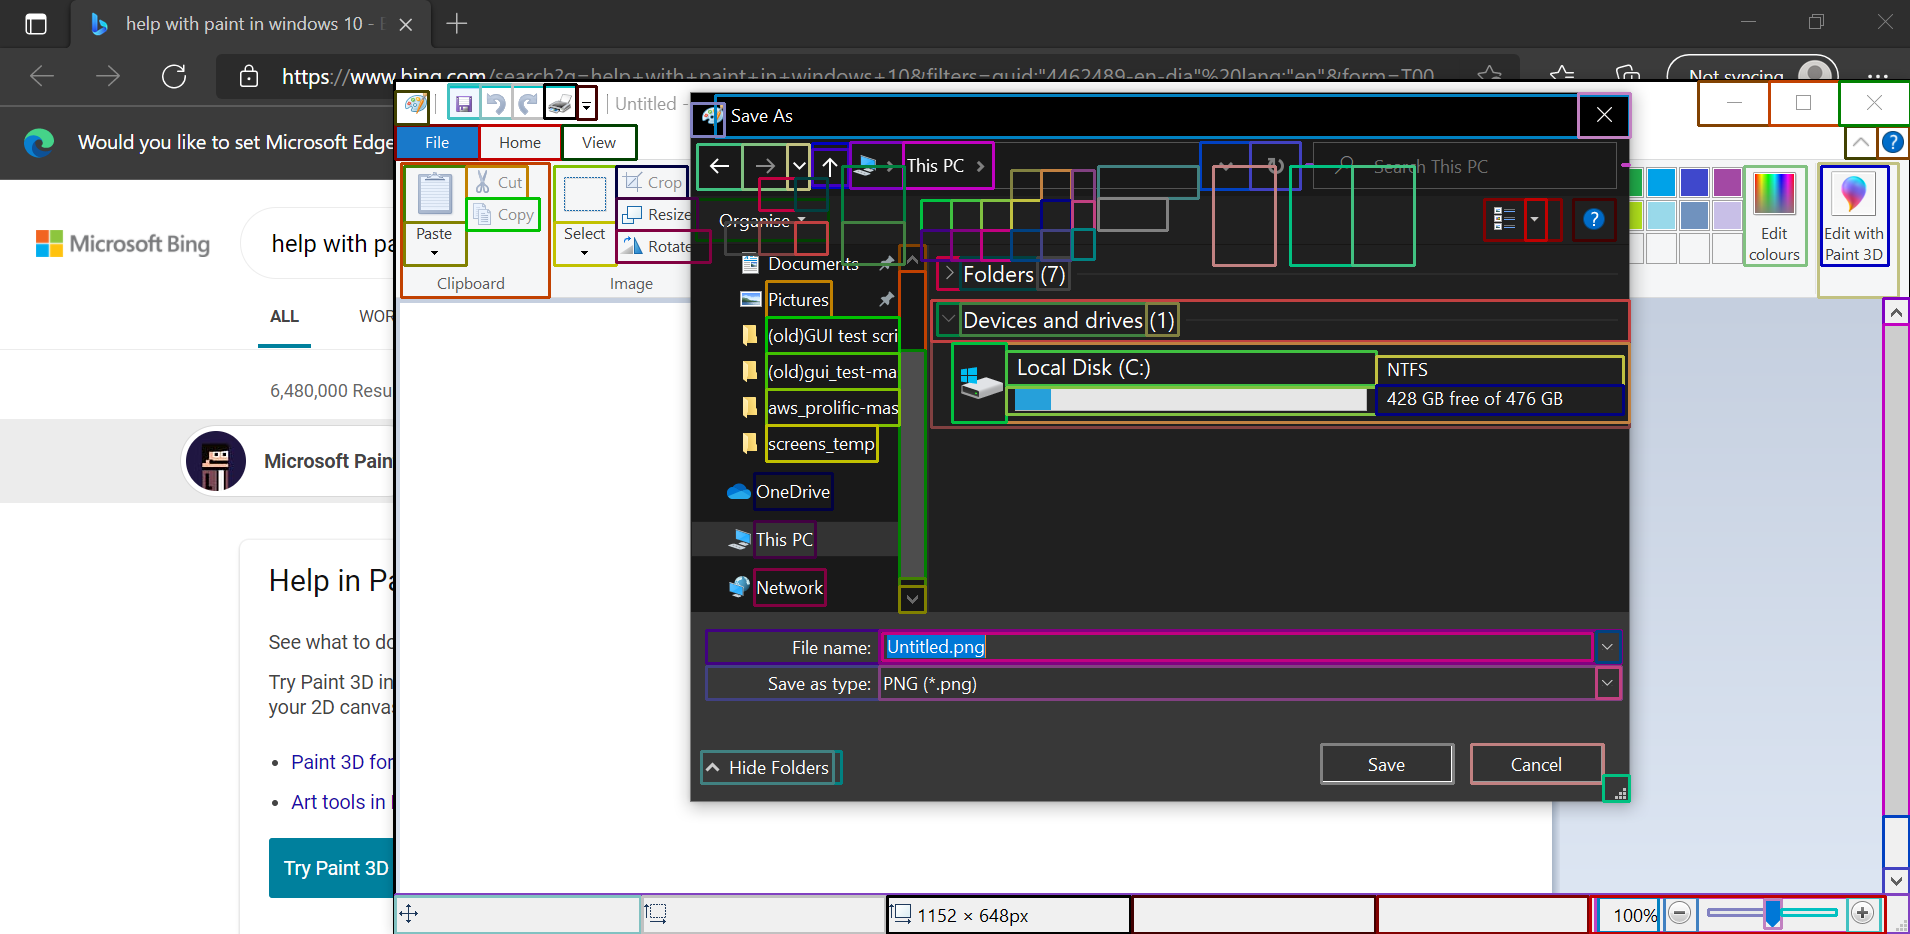 help with paint in windows 10 -
https://www.bing.com/search?q=help+with+paint+in+windows+10&filters=guid:"4462489-en-dia"%20lang:"en"&form=T00
Not syncing
Would you like to set Microsoft Edge
Untitled -
Save As
File
Home
View
This PC
Search This PC
Cut
Copy
Paste
Clipboard
Crop
Resize
Rotate
Select
Image
Organise
Edit
colours
Edit with
Paint 3D
Microsoft Bing
help with pa
ALL
WOR
6,480,000 Resu
Microsoft Pain
Documents
Pictures
(old)GUI test scri
(old)gui_test-ma
aws_prolific-mas
screens_temp
OneDrive
This PC
Network
Folders (7)
Devices and drives (1)
Local Disk (C:)
NTFS
428 GB free of 476 GB
Help in Pa
See what to do
Try Paint 3D in
your 2D canvas
Paint 3D for
Art tools in
Try Paint 3D
File name:
Untitled.png
Save as type:
PNG (*.png)
Hide Folders
Save
Cancel
1152 × 648px
100%